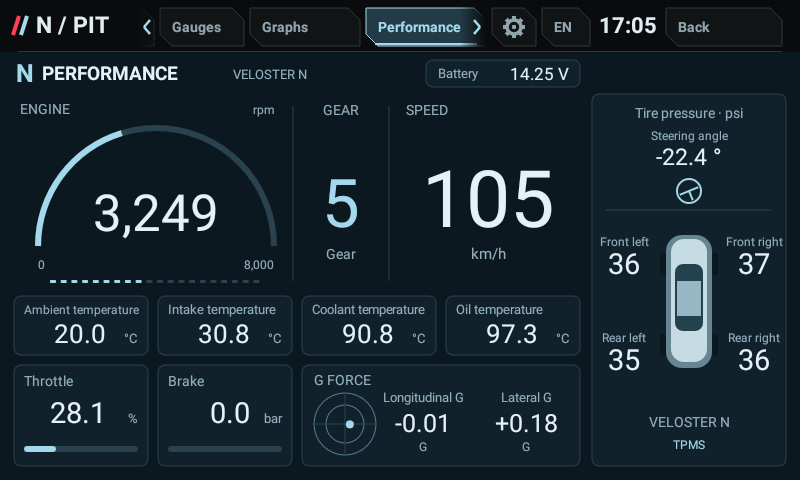 N / PIT
Gauges
Graphs
Performance
EN
17:05
Back
N PERFORMANCE
VELOSTER N
Battery 14.25 V
ENGINE rpm
3,249
0 8,000
GEAR
5
Gear
SPEED
105
km/h
Tire pressure · psi
Steering angle
-22.4 °
Front left Front right
36 37
Rear left Rear right
35 36
VELOSTER N
TPMS
Ambient temperature
20.0 °C
Intake temperature
30.8 °C
Coolant temperature
90.8 °C
Oil temperature
97.3 °C
Throttle
28.1 %
Brake
0.0 bar
G FORCE
Longitudinal G
-0.01
G
Lateral G
+0.18
G